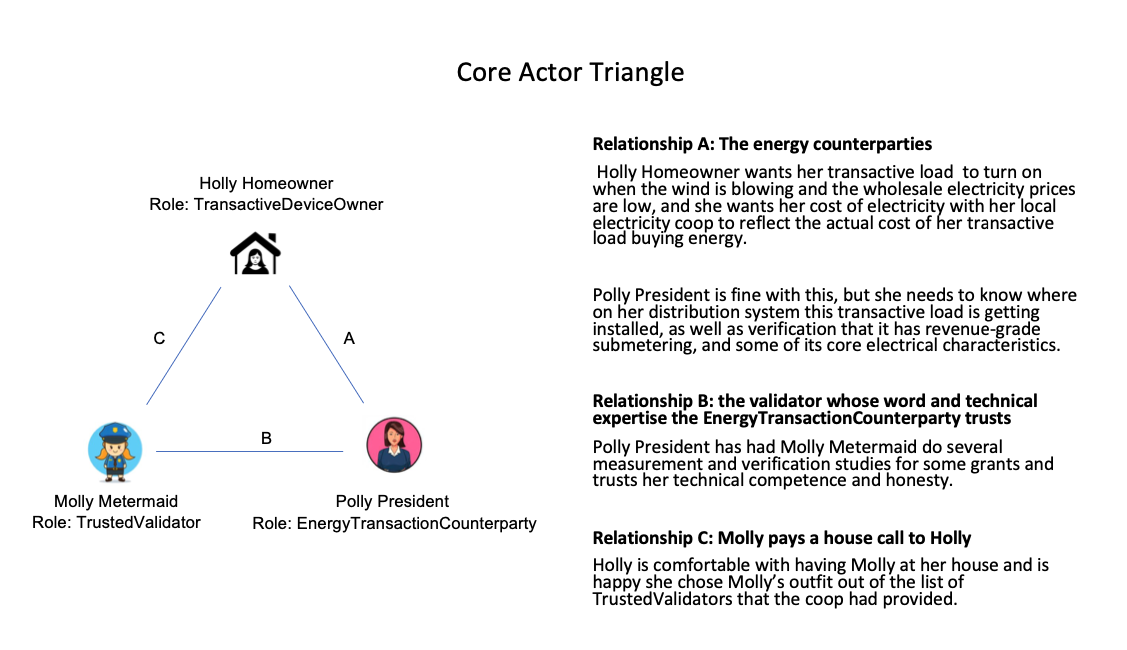 Core Actor Triangle
Holly Homeowner
Role: TransactiveDeviceOwner
C
A
B
Molly Metermaid
Role: TrustedValidator
Polly President
Role: EnergyTransactionCounterparty
Relationship A: The energy counterparties
Holly Homeowner wants her transactive load to turn on
when the wind is blowing and the wholesale electricity prices
are low, and she wants her cost of electricity with her local
electricity coop to reflect the actual cost of her transactive
load buying energy.
Polly President is fine with this, but she needs to know where
on her distribution system this transactive load is getting
installed, as well as verification that it has revenue-grade
submetering, and some of its core electrical characteristics.
Relationship B: the validator whose word and technical
expertise the EnergyTransactionCounterparty trusts
Polly President has had Molly Metermaid do several
measurement and verification studies for some grants and
trusts her technical competence and honesty.
Relationship C: Molly pays a house call to Holly
Holly is comfortable with having Molly at her house and is
happy she chose Molly’s outfit out of the list of
TrustedValidators that the coop had provided.